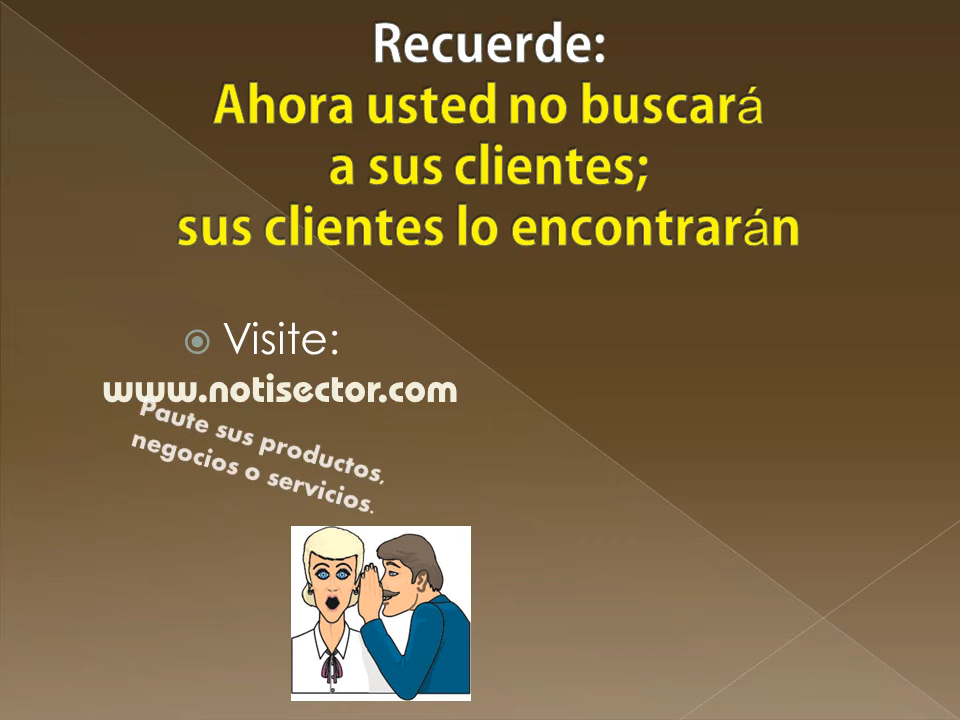 Recuerde:
Ahora usted no buscará
a sus clientes;
sus clientes lo encontrarán
Visite:
www.notisector.com
Paute sus productos,
negocios o servicios.